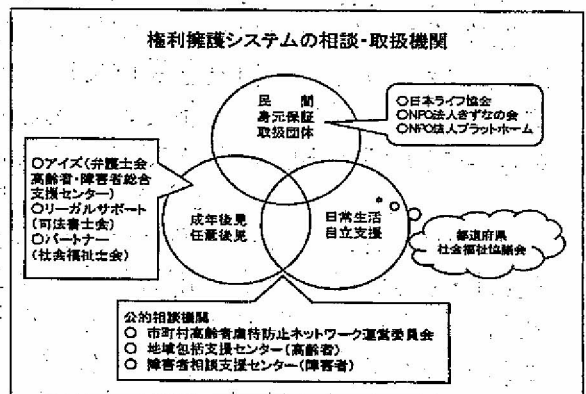 権利擁護システムの相談・取扱機関
民　間
身元保証
取扱団体
○日本ライフ協会
○NPO法人きずなの会
○NPO法人プラットホーム
○アイズ(弁護士会
高齢者・障害者総合
支援センター)
○リーガルサポート
(司法書士会)
○パートナー
(社会福祉士会)
成年後見
任意後見
日常生活
自立支援
都道府県
社会福祉協議会
公的相談機関
○ 市町村高齢者虐待防止ネットワーク運営委員会
○ 地域包括支援センター(高齢者)
○ 障害者相談支援センター(障害者)